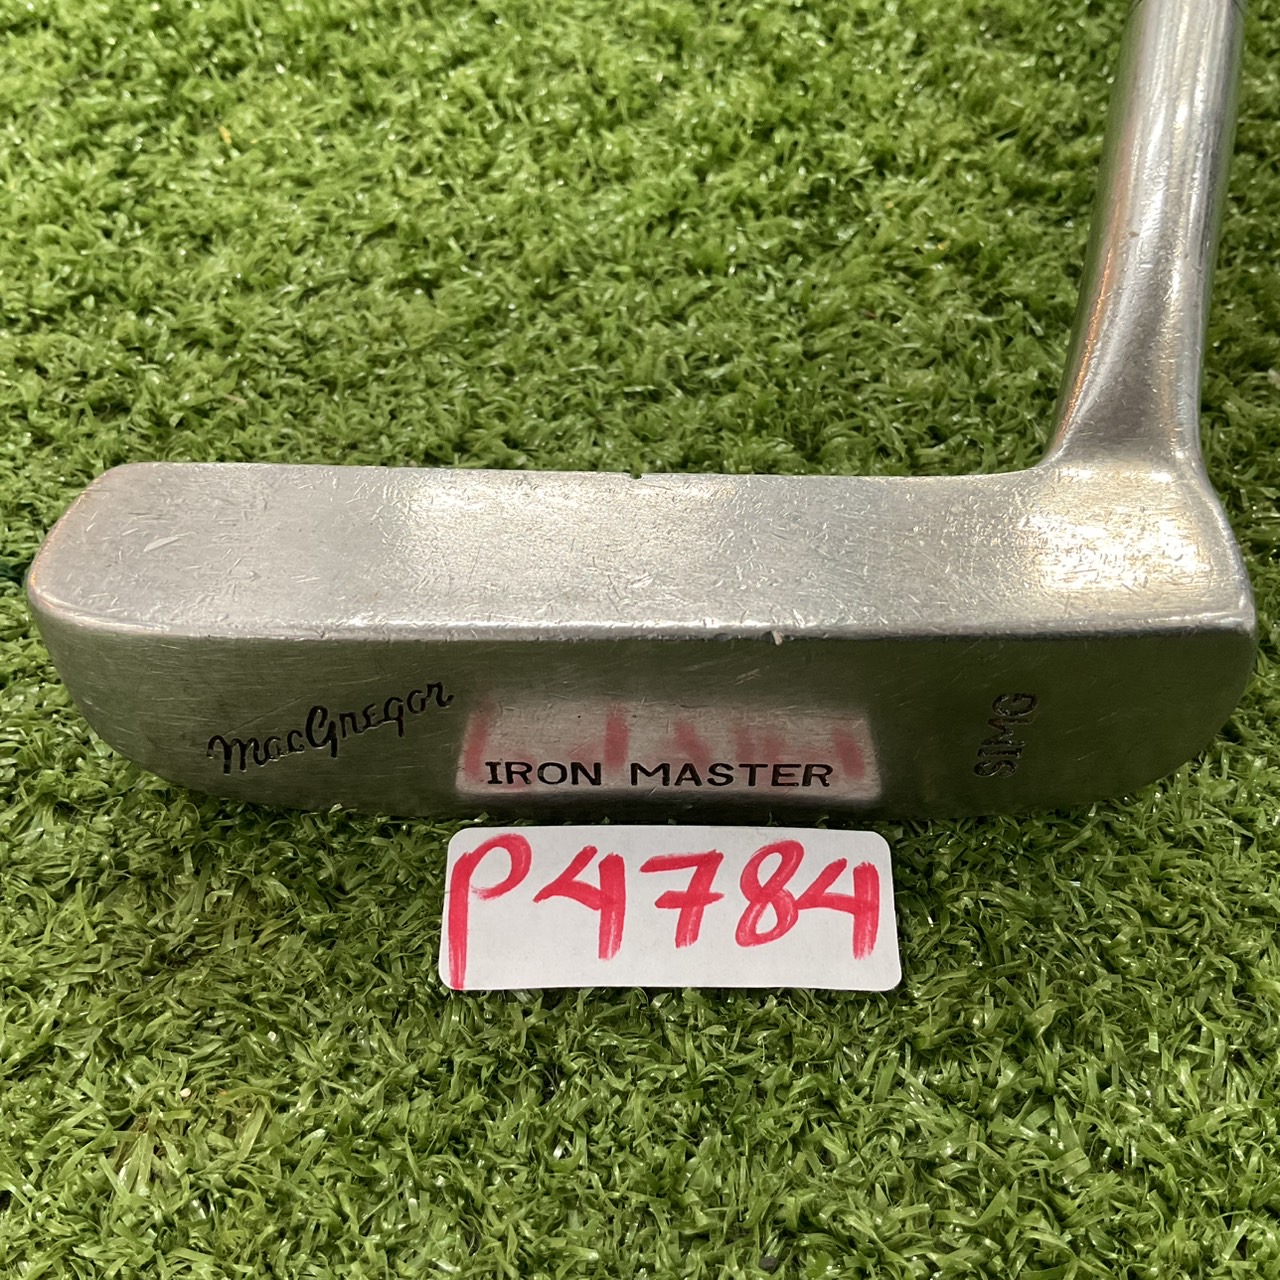 MacGregor
IRON MASTER
SIMG
P4784